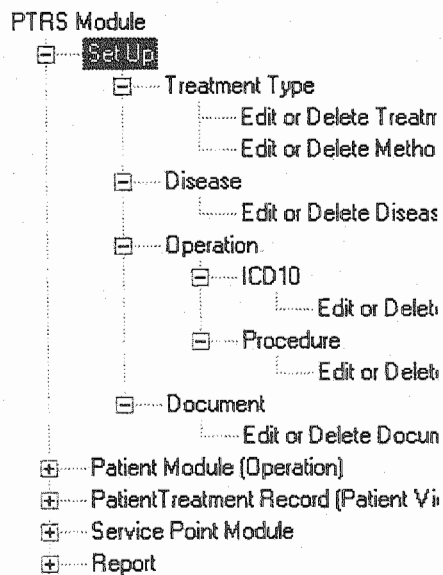 PTRS Module
Set Up
Treatment Type
Edit or Delete Treatm
Edit or Delete Metho
Disease
Edit or Delete Diseas
Operation
ICD10
Edit or Delet
Procedure
Edit or Delet
Document
Edit or Delete Docum
Patient Module (Operation)
PatientTreatment Record (Patient Vi
Service Point Module
Report